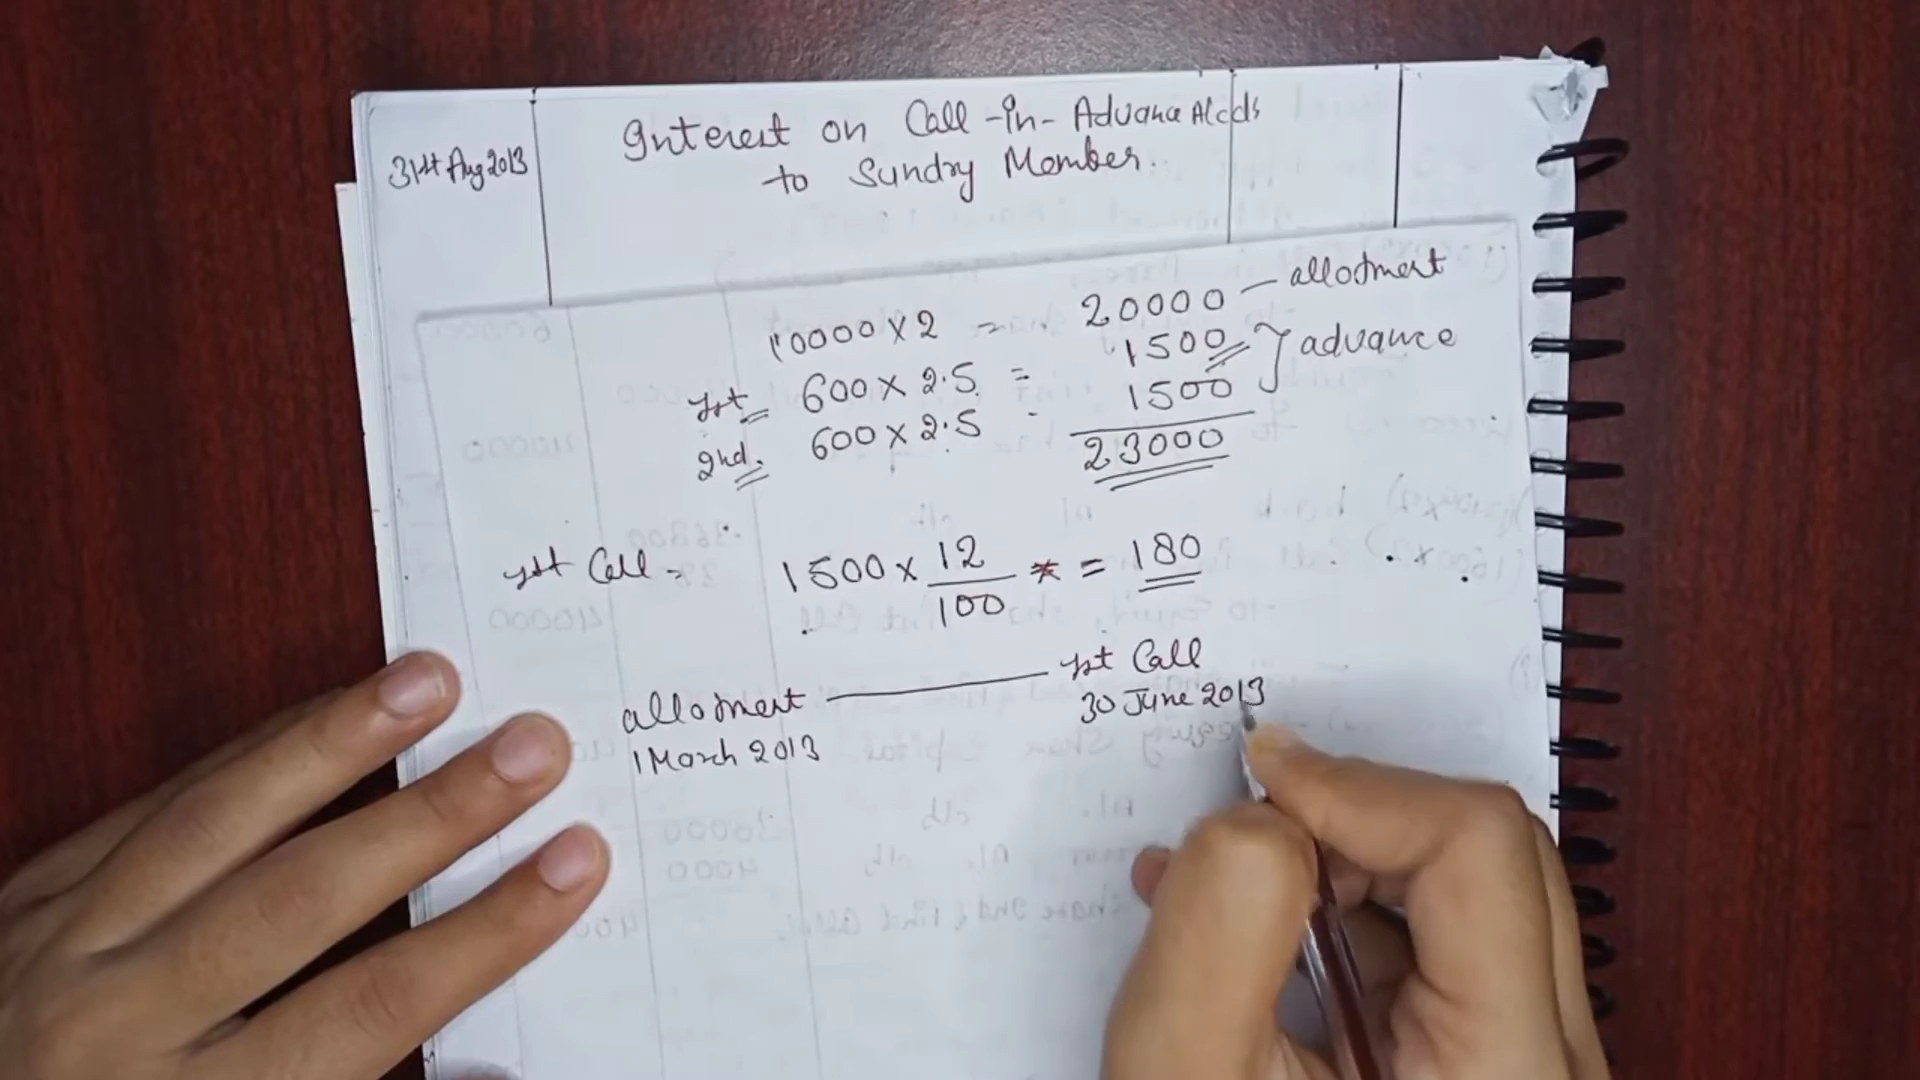 31st Aug 2013
Interest on Call-in-Advance A/c ds
to Sundry Member.
10000 x 2 = 20000 - allotment
1st = 600 x 2.5 = 1500 } advance
2nd. 600 x 2.5 - 1500
23000
1st Call - 1500 x 12/100 * = 180
allotment 1st Call
1 March 2013 30 June 2013